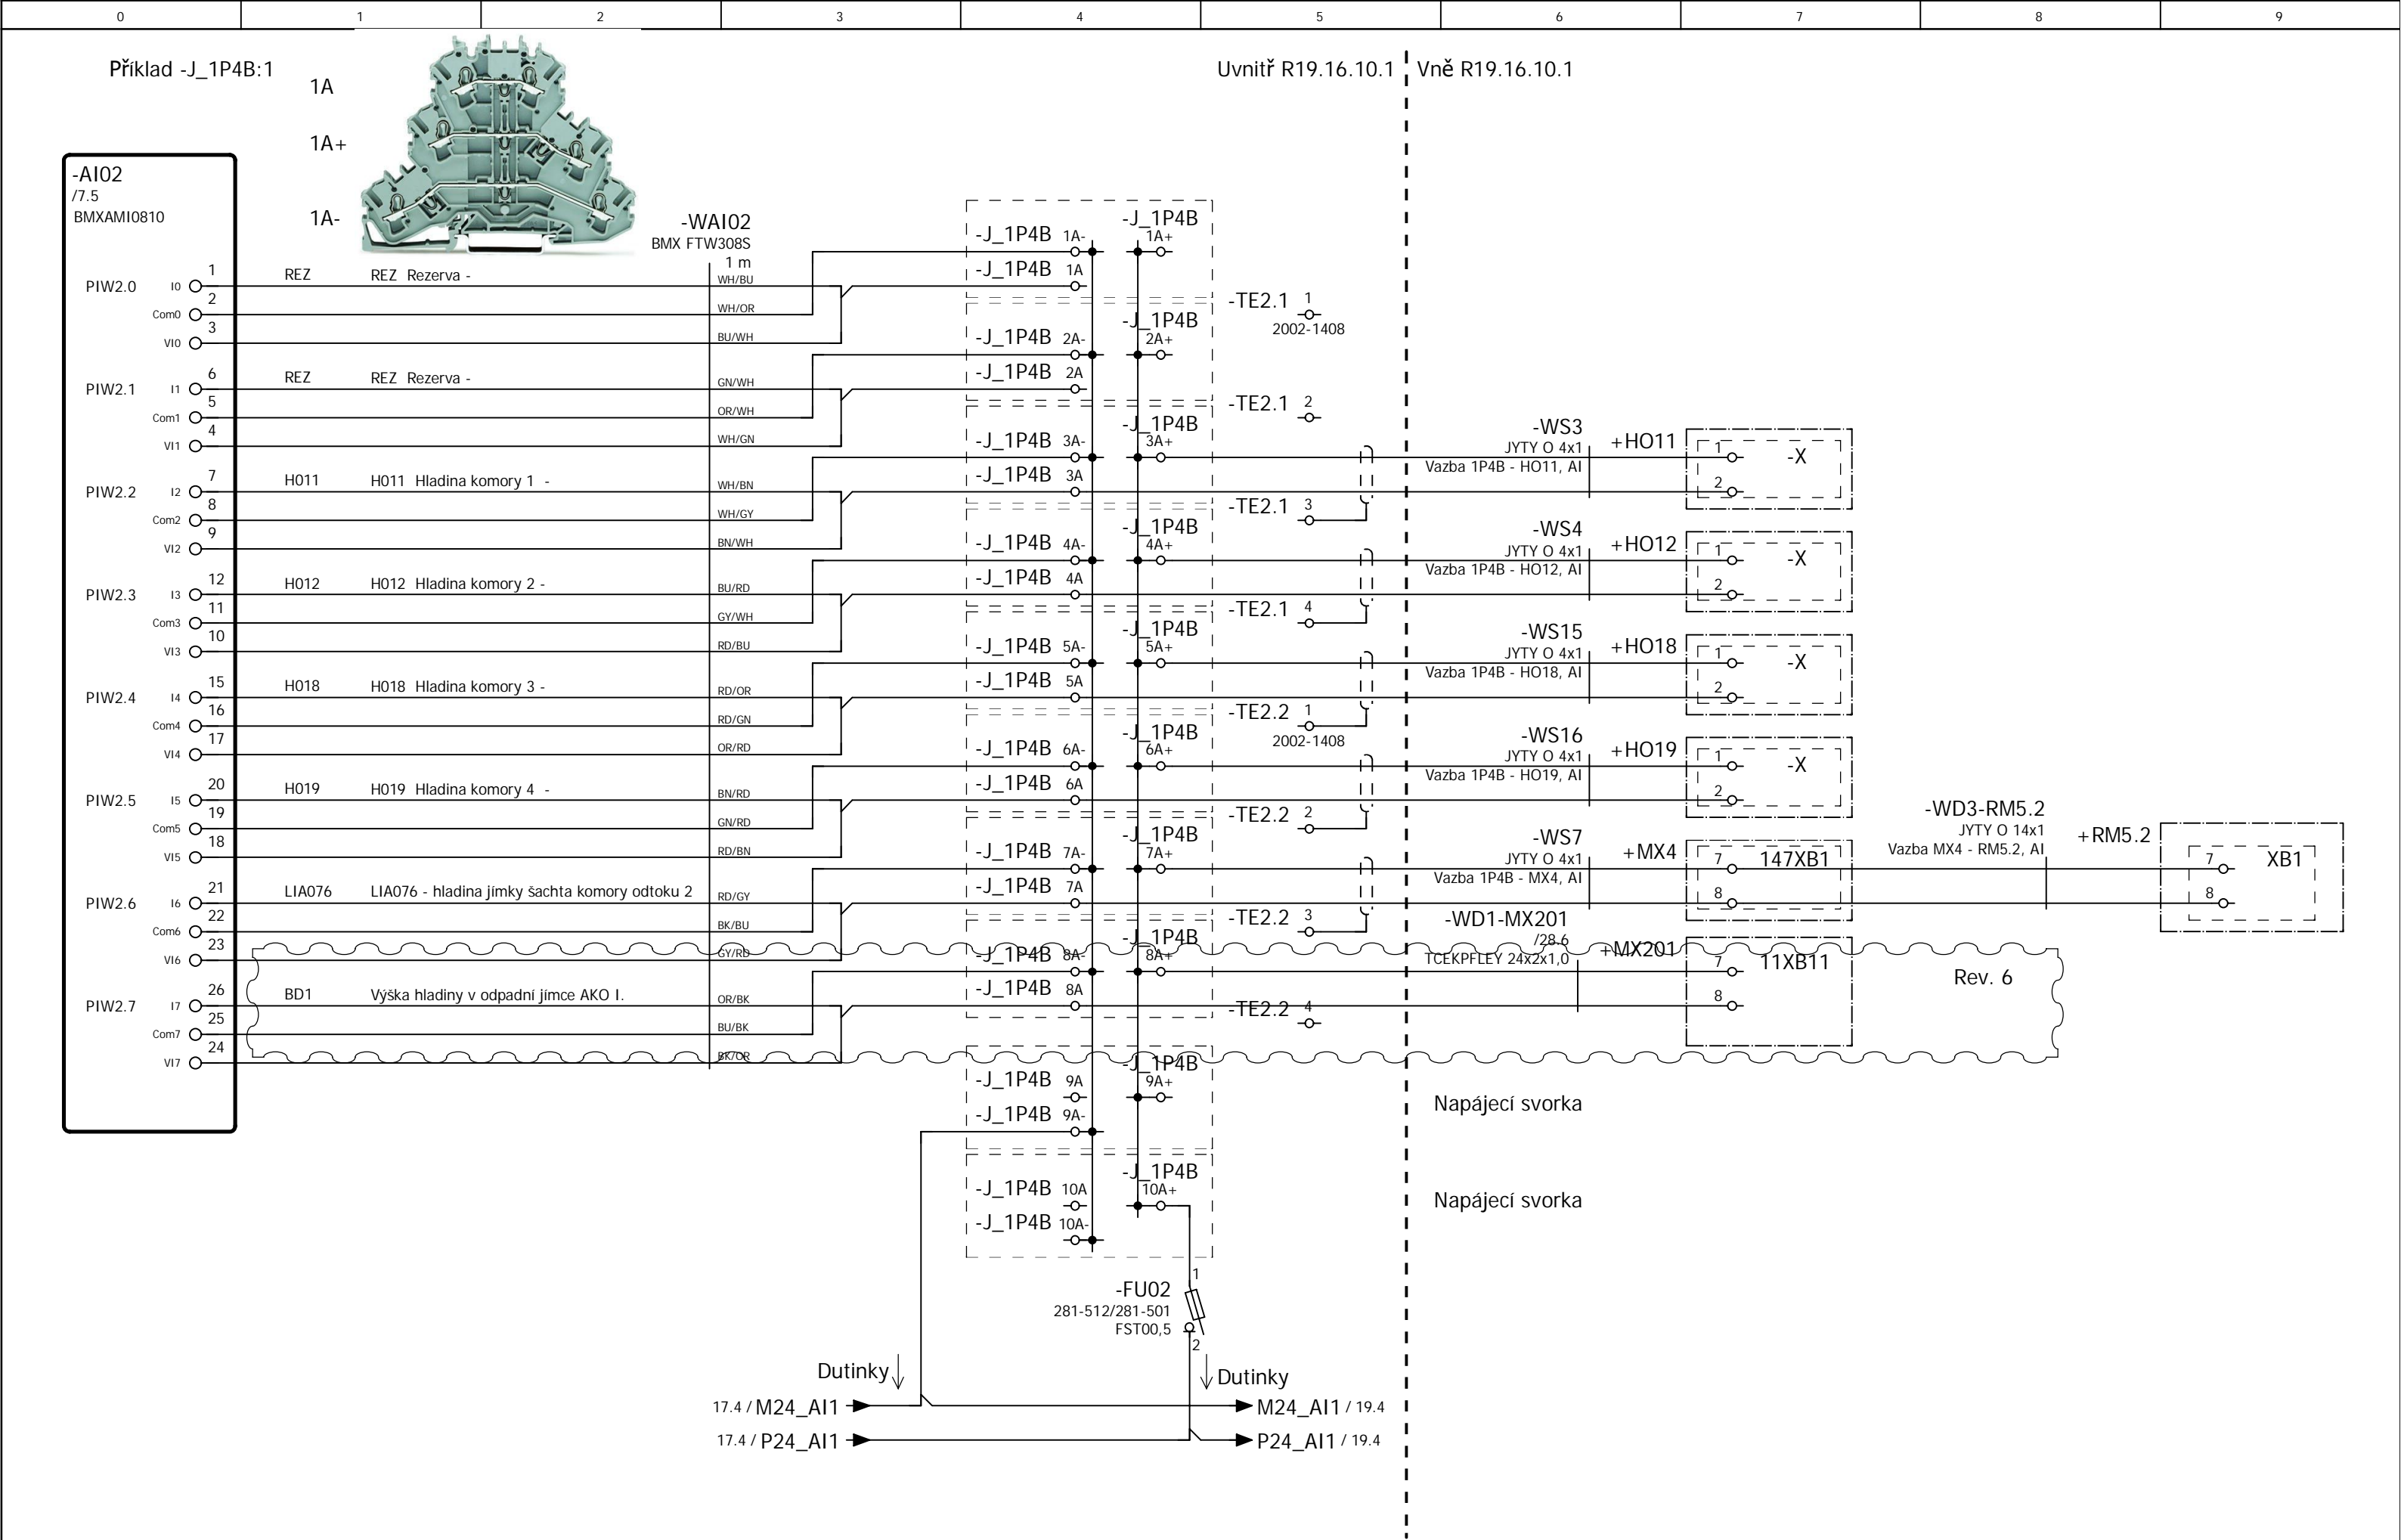 0 1 2 3 4 5 6 7 8 9
Příklad -J_1P4B:1
1A
1A+
1A-
Uvnitř R19.16.10.1
Vně R19.16.10.1
-AI02
/7.5
BMXAMI0810
-WAI02
BMX FTW308S
1 m
PIW2.0 I0 1 REZ REZ Rezerva - WH/BU
Com0 2 WH/OR
VI0 3 BU/WH
PIW2.1 I1 6 REZ REZ Rezerva - GN/WH
Com1 5 OR/WH
VI1 4 WH/GN
PIW2.2 I2 7 H011 H011 Hladina komory 1 - WH/BN
Com2 8 WH/GY
VI2 9 BN/WH
PIW2.3 I3 12 H012 H012 Hladina komory 2 - BU/RD
Com3 11 GY/WH
VI3 10 RD/BU
PIW2.4 I4 15 H018 H018 Hladina komory 3 - RD/OR
Com4 16 RD/GN
VI4 17 OR/RD
PIW2.5 I5 20 H019 H019 Hladina komory 4 - BN/RD
Com5 19 GN/RD
VI5 18 RD/BN
PIW2.6 I6 21 LIA076 LIA076 - hladina jímky šachta komory odtoku 2 RD/GY
Com6 22 BK/BU
VI6 23 GY/RD
PIW2.7 I7 26 BD1 Výška hladiny v odpadní jímce AKO I. OR/BK
Com7 25 BU/BK
VI7 24 BK/OR
-J_1P4B 1A- -J_1P4B 1A+
-J_1P4B 1A
-TE2.1 1
2002-1408
-J_1P4B 2A- -J_1P4B 2A+
-J_1P4B 2A
-TE2.1 2
-J_1P4B 3A- -J_1P4B 3A+
-J_1P4B 3A
-TE2.1 3
-J_1P4B 4A- -J_1P4B 4A+
-J_1P4B 4A
-TE2.1 4
-J_1P4B 5A- -J_1P4B 5A+
-J_1P4B 5A
-TE2.2 1
2002-1408
-J_1P4B 6A- -J_1P4B 6A+
-J_1P4B 6A
-TE2.2 2
-J_1P4B 7A- -J_1P4B 7A+
-J_1P4B 7A
-TE2.2 3
-J_1P4B 8A- -J_1P4B 8A+
-J_1P4B 8A
-TE2.2 4
-J_1P4B 9A -J_1P4B 9A+
-J_1P4B 9A-
-J_1P4B 10A -J_1P4B 10A+
-J_1P4B 10A-
-WS3
JYTY O 4x1
Vazba 1P4B - HO11, AI
+HO11 1 2 -X
-WS4
JYTY O 4x1
Vazba 1P4B - HO12, AI
+HO12 1 2 -X
-WS15
JYTY O 4x1
Vazba 1P4B - HO18, AI
+HO18 1 2 -X
-WS16
JYTY O 4x1
Vazba 1P4B - HO19, AI
+HO19 1 2 -X
-WS7
JYTY O 4x1
Vazba 1P4B - MX4, AI
+MX4 7 8 147XB1
-WD3-RM5.2
JYTY O 14x1
Vazba MX4 - RM5.2, AI
+RM5.2 7 8 XB1
-WD1-MX201
/28.6
TCEKPFLEY 24x2x1,0
+MX201 7 8 11XB11
Rev. 6
Napájecí svorka
Napájecí svorka
-FU02
281-512/281-501
FST00,5
1
2
Dutinky
Dutinky
17.4 / M24_AI1
M24_AI1 / 19.4
17.4 / P24_AI1
P24_AI1 / 19.4